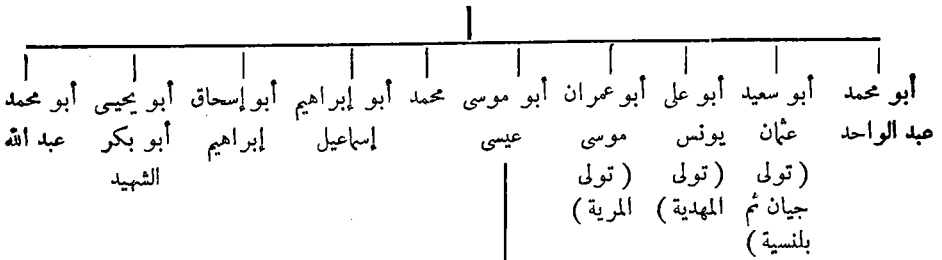 أبو محمد
عبد الواحد
أبو سعيد
عثمان
( تولى
جيان ثم
بلنسية )
أبو على
يونس
( تولى
المهدية )
أبو عمران
موسى
( تولى
المرية )
أبو موسى
عيسى
محمد
أبو إبراهيم
إسماعيل
أبو إسحاق
إبراهيم
أبو يحيى
أبو بكر
الشهيد
أبو محمد
عبد الله